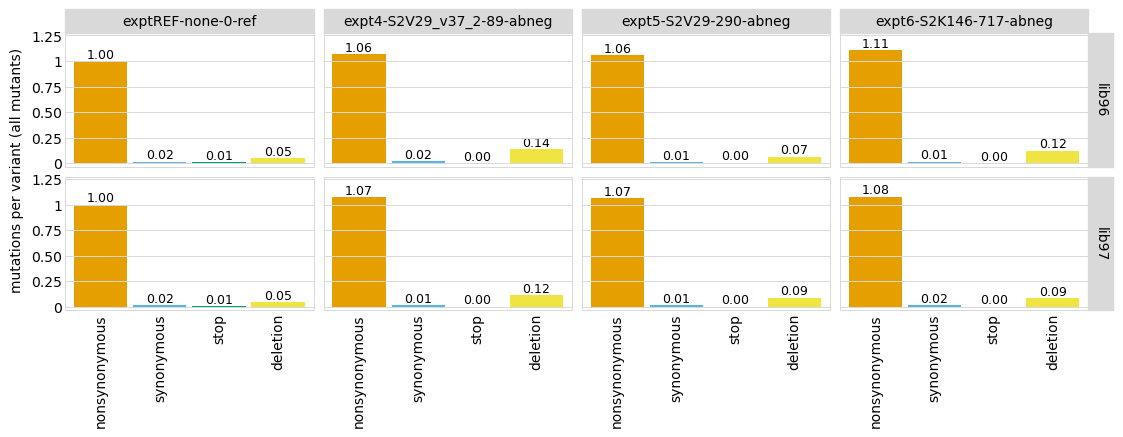 exptREF-none-0-ref
expt4-S2V29_v37_2-89-abneg
expt5-S2V29-290-abneg
expt6-S2K146-717-abneg
mutations per variant (all mutants)
1.25
1
0.75
0.50
0.25
0
1.00
0.02
0.01
0.05
1.06
0.02
0.00
0.14
1.06
0.01
0.00
0.07
1.11
0.01
0.00
0.12
lib96
1.25
1
0.75
0.50
0.25
0
1.00
0.02
0.01
0.05
1.07
0.01
0.00
0.12
1.07
0.01
0.00
0.09
1.08
0.02
0.00
0.09
lib97
nonsynonymous
synonymous
stop
deletion
nonsynonymous
synonymous
stop
deletion
nonsynonymous
synonymous
stop
deletion
nonsynonymous
synonymous
stop
deletion